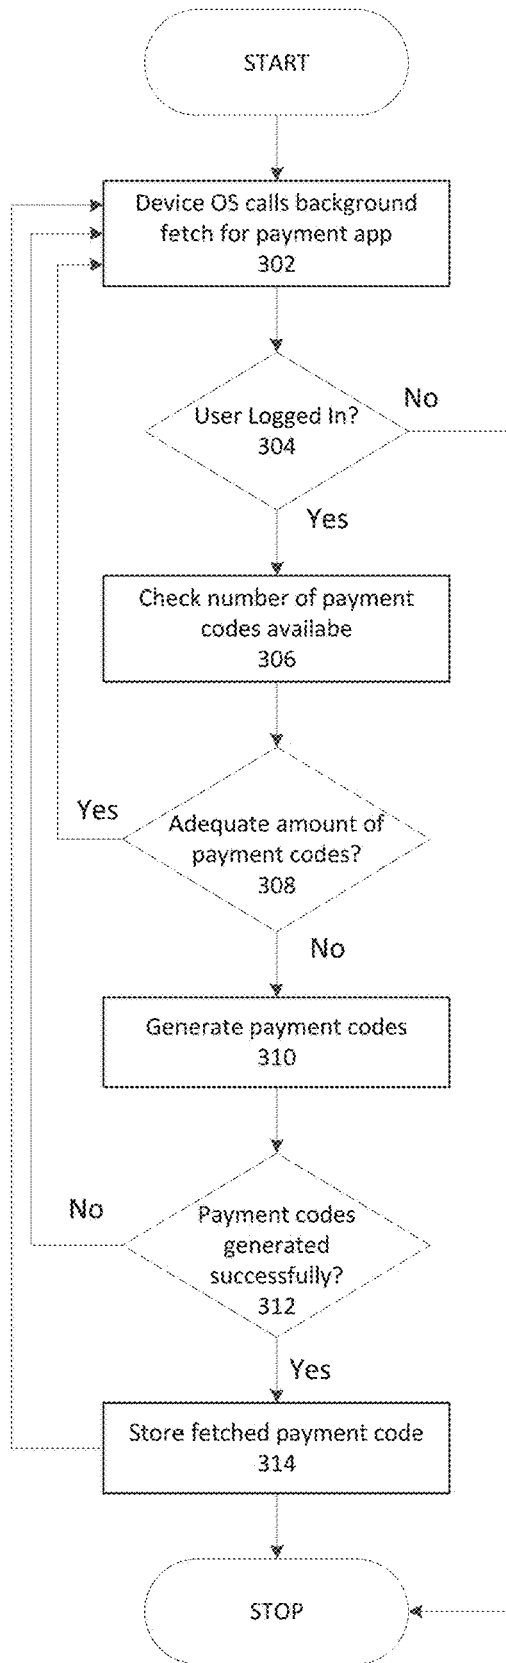 START
Device OS calls background
fetch for payment app
302
User Logged In?
304
No
Yes
Check number of payment
codes availabe
306
Yes
Adequate amount of
payment codes?
308
No
Generate payment codes
310
No
Payment codes
generated
successfully?
312
Yes
Store fetched payment code
314
STOP